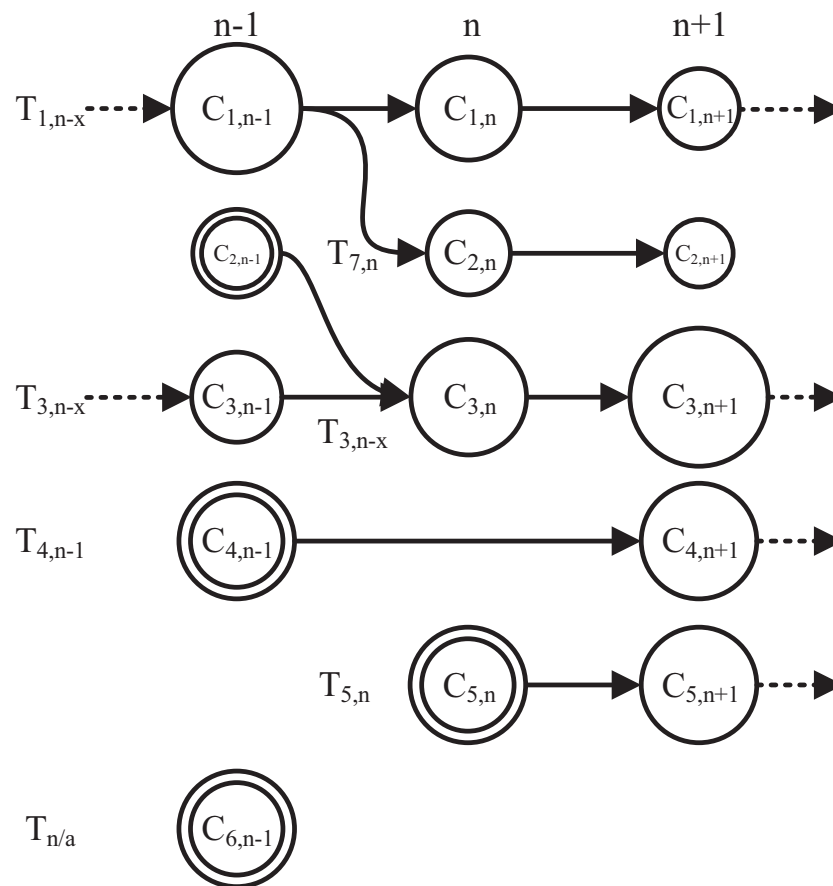 n-1 n n+1
T1,n-x C1,n-1 C1,n C1,n+1
C2,n-1 T7,n C2,n C2,n+1
T3,n-x C3,n-1 C3,n C3,n+1
T3,n-x
T4,n-1 C4,n-1 C4,n+1
T5,n C5,n C5,n+1
Tn/a C6,n-1